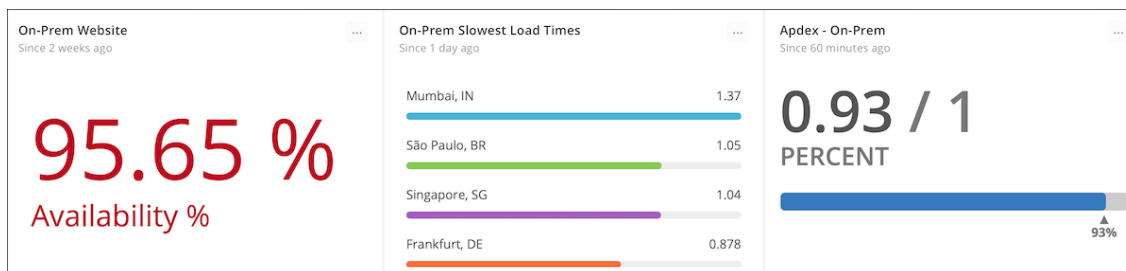 On-Prem Website
Since 2 weeks ago
...
95.65 %
Availability %
On-Prem Slowest Load Times
Since 1 day ago
...
Mumbai, IN 1.37
São Paulo, BR 1.05
Singapore, SG 1.04
Frankfurt, DE 0.878
Apdex - On-Prem
Since 60 minutes ago
...
0.93 / 1
PERCENT
93%